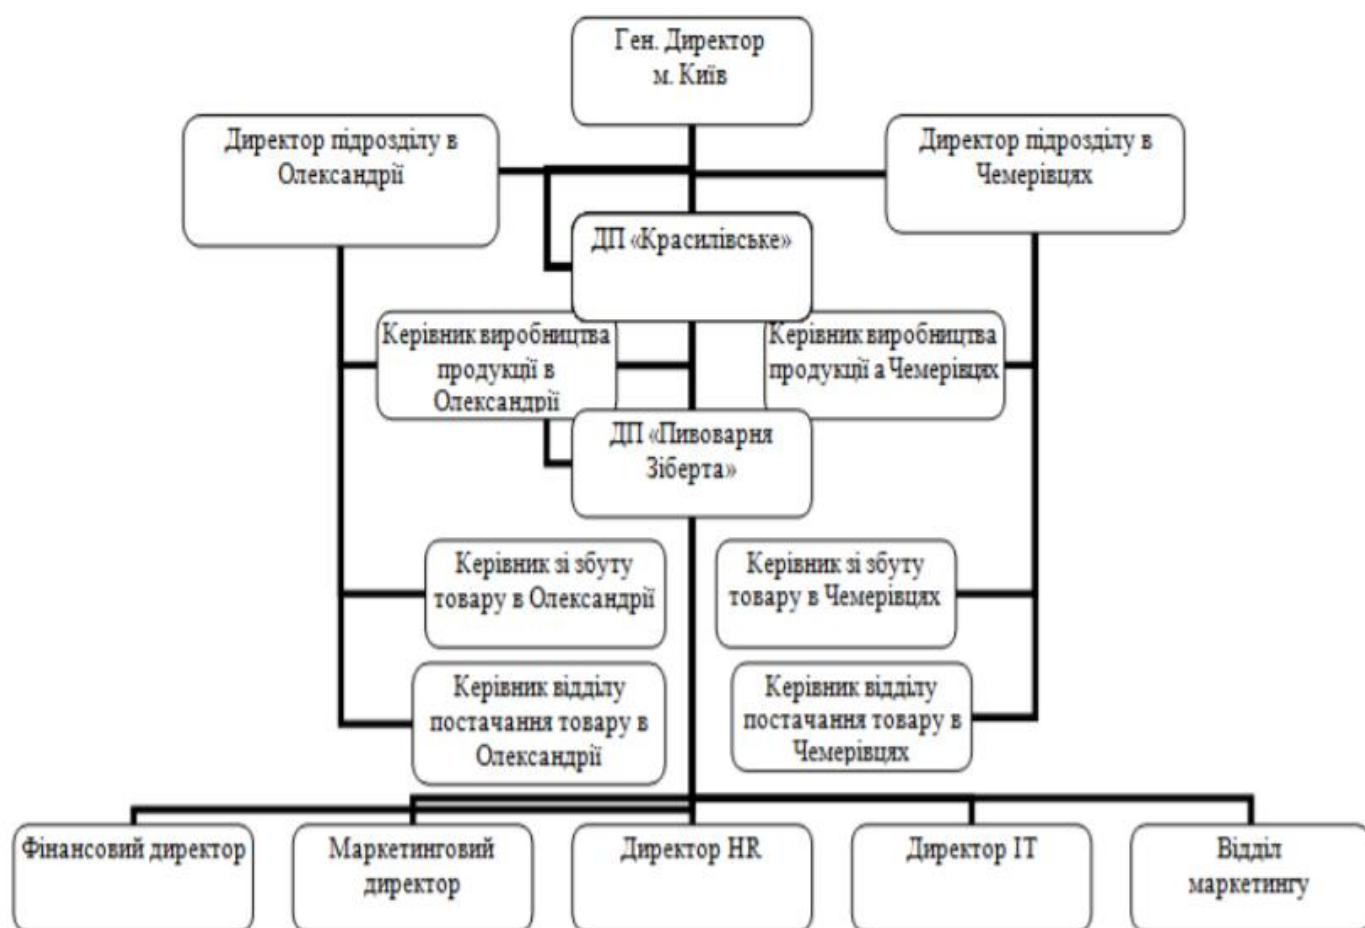 Ген. Директор
м. Київ
Директор підрозділу в
Олександрії
Директор підрозділу в
Чемерівцях
ДП «Красилівське»
Керівник виробництва
продукції в
Олександрії
Керівник виробництва
продукції а Чемерівцях
ДП «Пивоварня
Зіберта»
Керівник зі збуту
товару в Олександрії
Керівник зі збуту
товару в Чемерівцях
Керівник відділу
постачання товару в
Олександрії
Керівник відділу
постачання товару в
Чемерівцях
Фінансовий директор
Маркетинговий
директор
Директор HR
Директор ІТ
Відділ
маркетингу